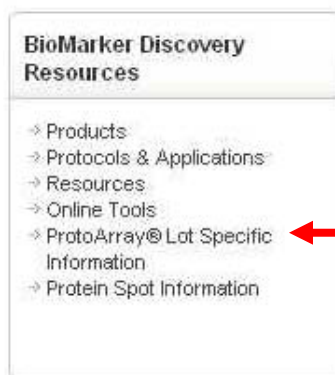 BioMarker Discovery
Resources
Products
Protocols & Applications
Resources
Online Tools
ProtoArray® Lot Specific
Information
Protein Spot Information